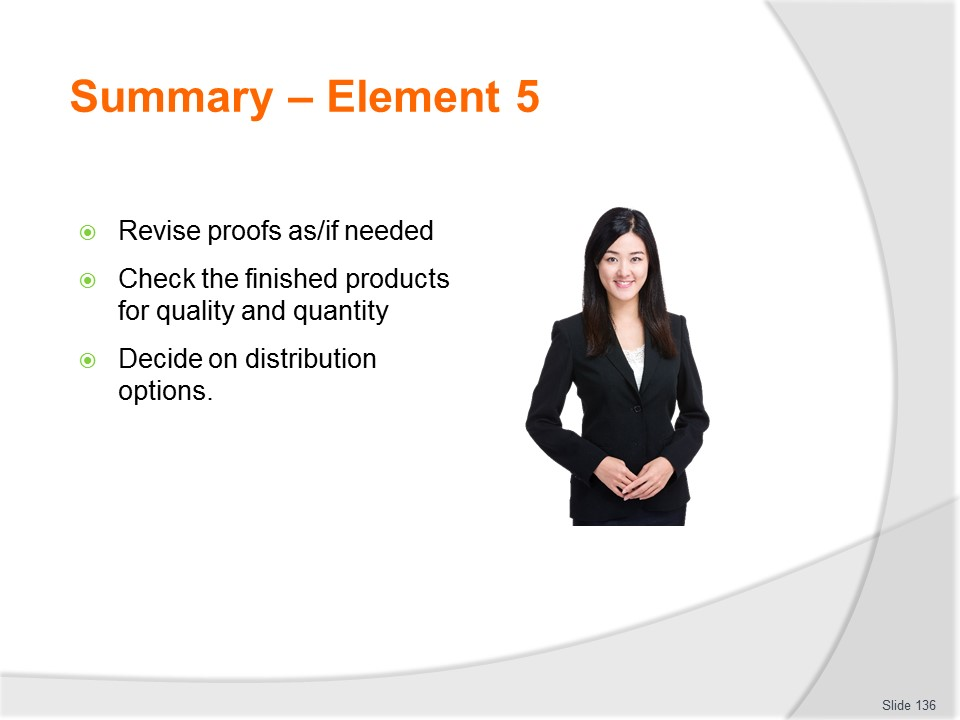 Summary – Element 5
Revise proofs as/if needed
Check the finished products
for quality and quantity
Decide on distribution
options.
Slide 136